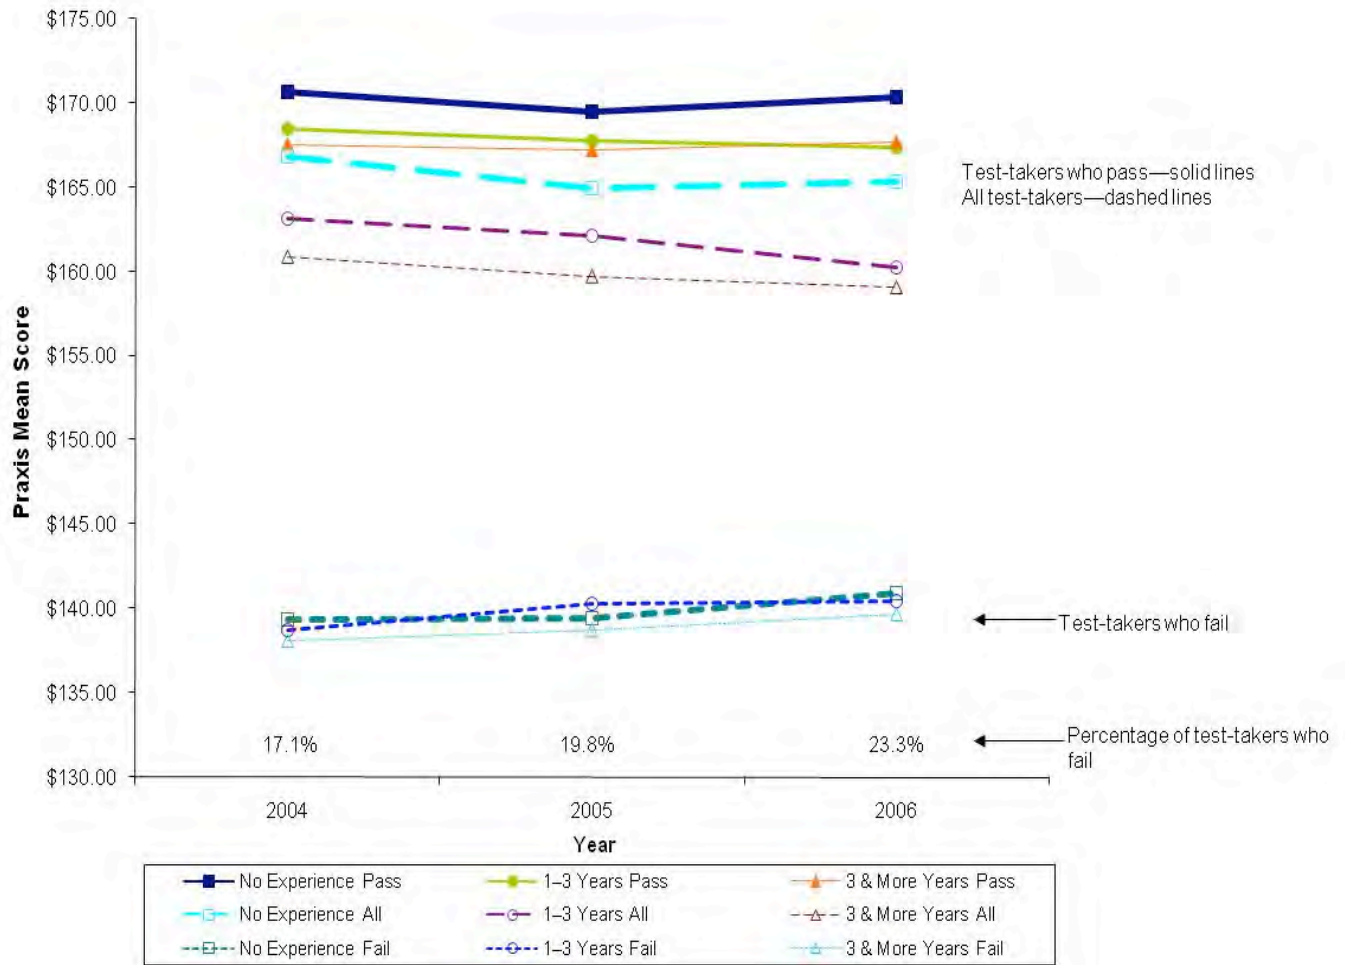 $175.00
$170.00
$165.00
$160.00
$155.00
$150.00
$145.00
$140.00
$135.00
$130.00
Praxis Mean Score
Test-takers who pass—solid lines
All test-takers—dashed lines
Test-takers who fail
Percentage of test-takers who
fail
17.1% 19.8% 23.3%
2004 2005 2006
Year
No Experience Pass 1–3 Years Pass 3 & More Years Pass
No Experience All 1–3 Years All 3 & More Years All
No Experience Fail 1–3 Years Fail 3 & More Years Fail